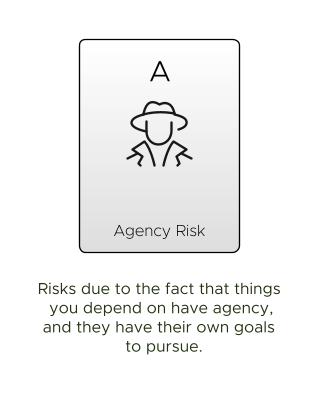 A
Agency Risk
Risks due to the fact that things
you depend on have agency,
and they have their own goals
to pursue.